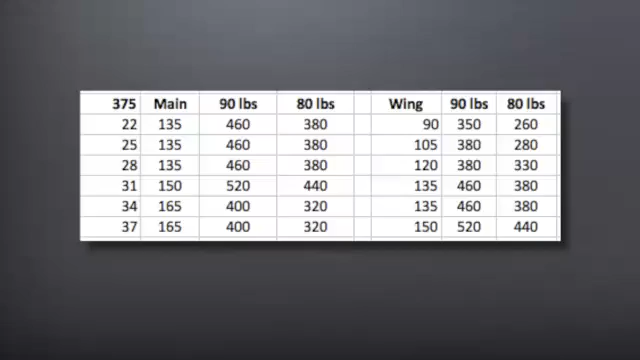 375 Main 90 lbs 80 lbs Wing 90 lbs 80 lbs
22 135 460 380 90 350 260
25 135 460 380 105 380 280
28 135 460 380 120 380 330
31 150 520 440 135 460 380
34 165 400 320 135 460 380
37 165 400 320 150 520 440